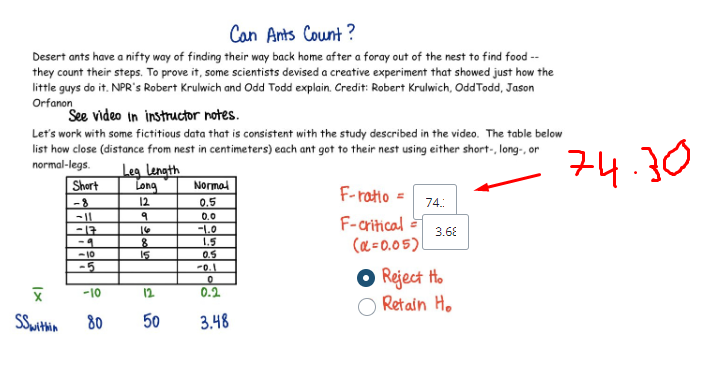 Can Ants Count?
Desert ants have a nifty way of finding their way back home after a foray out of the nest to find food --
they count their steps. To prove it, some scientists devised a creative experiment that showed just how the
little guys do it. NPR's Robert Krulwich and Odd Todd explain. Credit: Robert Krulwich, OddTodd, Jason
Orfanon
See video in instructor notes.
Let's work with some fictitious data that is consistent with the study described in the video. The table below
list how close (distance from nest in centimeters) each ant got to their nest using either short-, long-, or
normal-legs.
Leg Length
Short Long Normal
-8 12 0.5
-11 9 0.0
-17 16 -1.0
-9 8 1.5
-10 15 0.5
-5 -0.1
0
x̄ -10 12 0.2
SSwithin 80 50 3.48
F-ratio = 74.
74.30
F-critical = 3.68
(α=0.05)
Reject Ho
Retain Ho